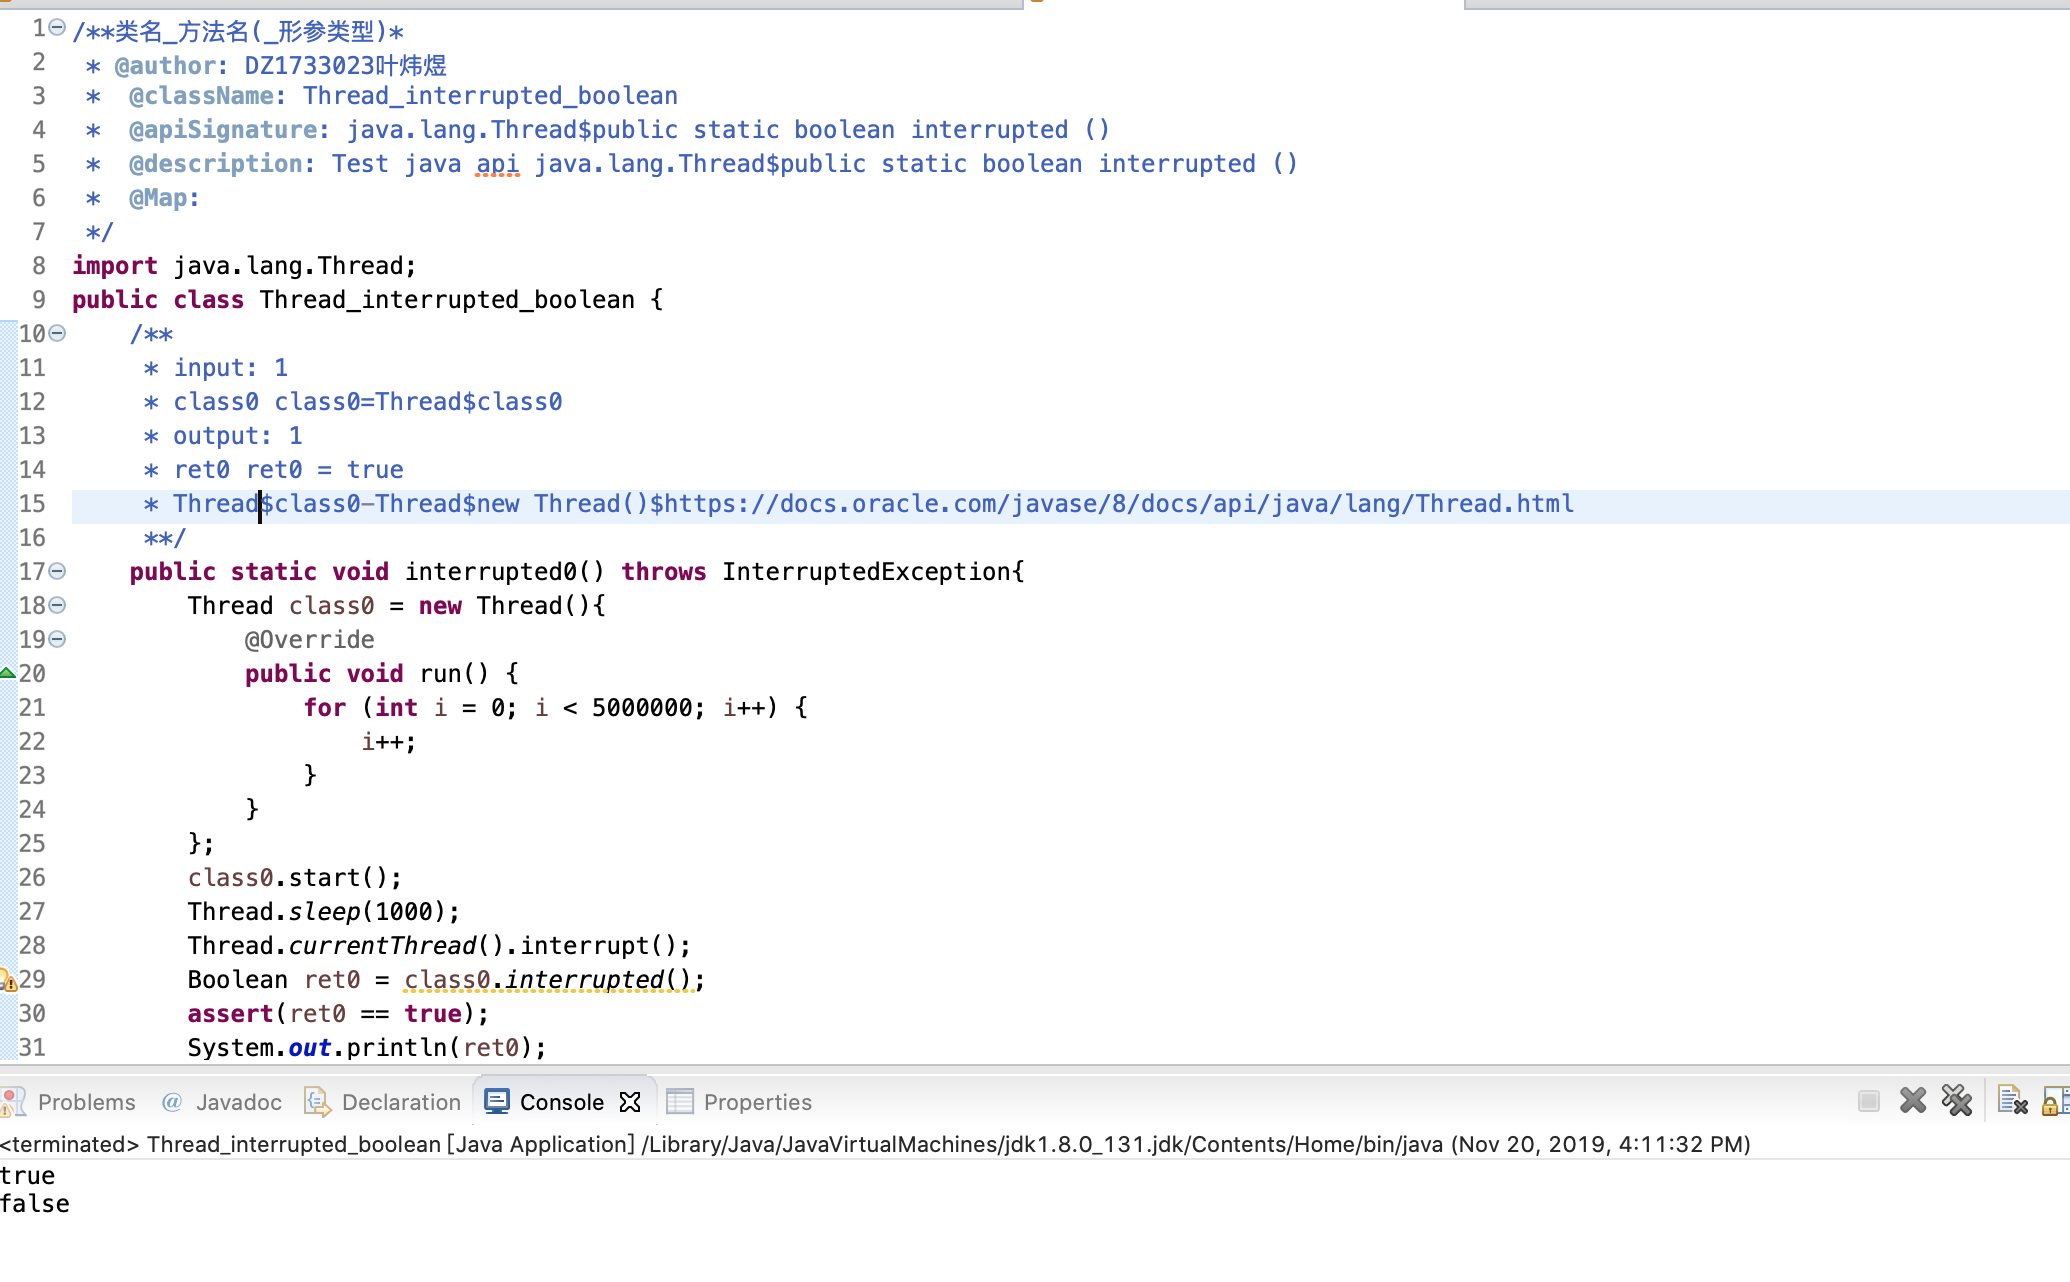 1 /**类名_方法名(_形参类型)*
2 * @author: DZ1733023叶炜煜
3 * @className: Thread_interrupted_boolean
4 * @apiSignature: java.lang.Thread$public static boolean interrupted ()
5 * @description: Test java api java.lang.Thread$public static boolean interrupted ()
6 * @Map:
7 */
8 import java.lang.Thread;
9 public class Thread_interrupted_boolean {
10 /**
11 * input: 1
12 * class0 class0=Thread$class0
13 * output: 1
14 * ret0 ret0 = true
15 * Thread$class0-Thread$new Thread()$https://docs.oracle.com/javase/8/docs/api/java/lang/Thread.html
16 **/
17 public static void interrupted0() throws InterruptedException{
18 Thread class0 = new Thread(){
19 @Override
20 public void run() {
21 for (int i = 0; i < 5000000; i++) {
22 i++;
23 }
24 }
25 };
26 class0.start();
27 Thread.sleep(1000);
28 Thread.currentThread().interrupt();
29 Boolean ret0 = class0.interrupted();
30 assert(ret0 == true);
31 System.out.println(ret0);
Problems @ Javadoc Declaration Console Properties
<terminated> Thread_interrupted_boolean [Java Application] /Library/Java/JavaVirtualMachines/jdk1.8.0_131.jdk/Contents/Home/bin/java (Nov 20, 2019, 4:11:32 PM)
true
false